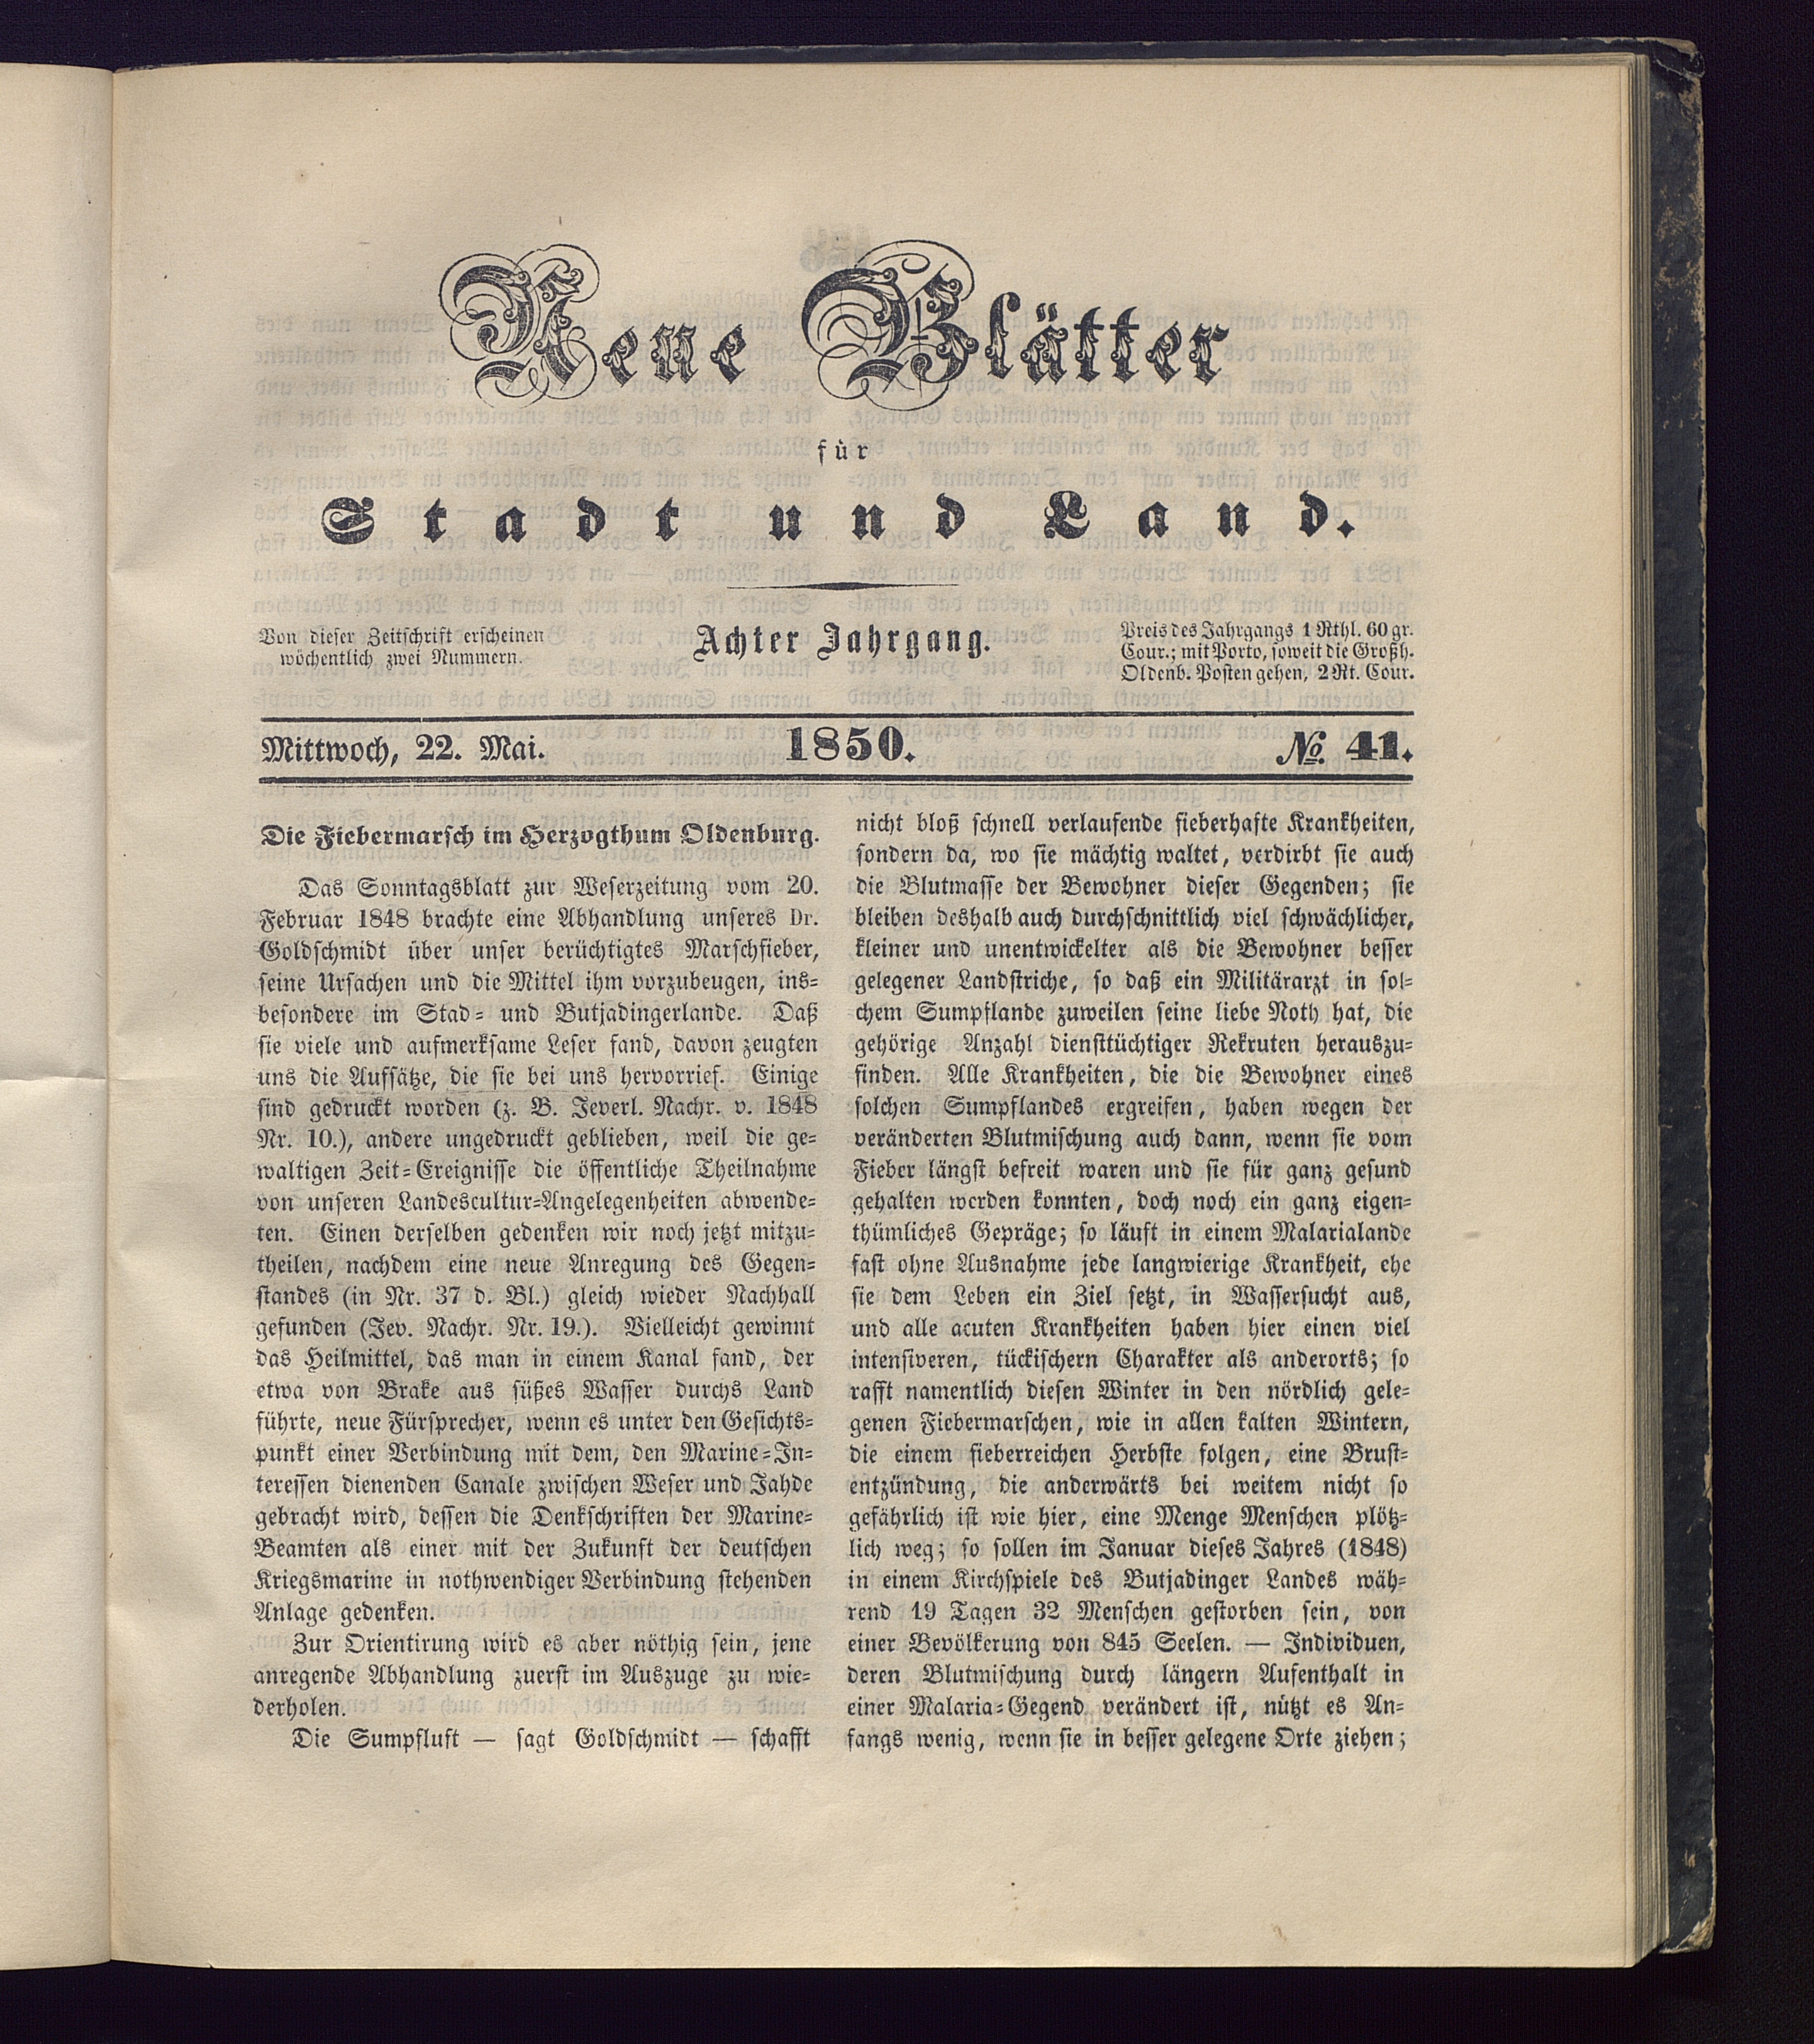 Neue Blätter
für
Stadt und Land.
Von dieser Zeitschrift erscheinen
wöchentlich zwei Nummern.
Achter Jahrgang.
Preis des Jahrgangs 1 Rthl. 60 gr.
Cour.; mit Porto, soweit die Großh.
Oldenb. Posten gehen, 2 Rt. Cour.
Mittwoch, 22. Mai.
1850.
№ 41.
Die Fiebermarsch im Herzogthum Oldenburg.
Das Sonntagsblatt zur Weserzeitung vom 20.
Februar 1848 brachte eine Abhandlung unseres Dr.
Goldschmidt über unser berüchtigtes Marschfieber,
seine Ursachen und die Mittel ihm vorzubeugen, ins-
besondere im Stad- und Butjadingerlande. Daß
sie viele und aufmerksame Leser fand, davon zeugten
uns die Aufsätze, die sie bei uns hervorrief. Einige
sind gedruckt worden (z. B. Jeverl. Nachr. v. 1848
Nr. 10.), andere ungedruckt geblieben, weil die ge-
waltigen Zeit-Ereignisse die öffentliche Theilnahme
von unseren Landescultur-Angelegenheiten abwende-
ten. Einen derselben gedenken wir noch jetzt mitzu-
theilen, nachdem eine neue Anregung des Gegen-
standes (in Nr. 37 d. Bl.) gleich wieder Nachhall
gefunden (Jev. Nachr. Nr. 19.). Vielleicht gewinnt
das Heilmittel, das man in einem Kanal fand, der
etwa von Brake aus süßes Wasser durchs Land
führte, neue Fürsprecher, wenn es unter den Gesichts-
punkt einer Verbindung mit dem, den Marine-In-
teressen dienenden Canale zwischen Weser und Jahde
gebracht wird, dessen die Denkschriften der Marine-
Beamten als einer mit der Zukunft der deutschen
Kriegsmarine in nothwendiger Verbindung stehenden
Anlage gedenken.
Zur Orientirung wird es aber nöthig sein, jene
anregende Abhandlung zuerst im Auszuge zu wie-
derholen.
Die Sumpfluft — sagt Goldschmidt — schafft
nicht bloß schnell verlaufende fieberhafte Krankheiten,
sondern da, wo sie mächtig waltet, verdirbt sie auch
die Blutmasse der Bewohner dieser Gegenden; sie
bleiben deshalb auch durchschnittlich viel schwächlicher,
kleiner und unentwickelter als die Bewohner besser
gelegener Landstriche, so daß ein Militärarzt in sol-
chem Sumpflande zuweilen seine liebe Noth hat, die
gehörige Anzahl diensttüchtiger Rekruten herauszu-
finden. Alle Krankheiten, die die Bewohner eines
solchen Sumpflandes ergreifen, haben wegen der
veränderten Blutmischung auch dann, wenn sie vom
Fieber längst befreit waren und sie für ganz gesund
gehalten werden konnten, doch noch ein ganz eigen-
thümliches Gepräge; so läuft in einem Malarialande
fast ohne Ausnahme jede langwierige Krankheit, ehe
sie dem Leben ein Ziel setzt, in Wassersucht aus,
und alle acuten Krankheiten haben hier einen viel
intensiveren, tückischern Charakter als anderorts; so
rafft namentlich diesen Winter in den nördlich gele-
genen Fiebermarschen, wie in allen kalten Wintern,
die einem fieberreichen Herbste folgen, eine Brust-
entzündung, die anderwärts bei weitem nicht so
gefährlich ist wie hier, eine Menge Menschen plötz-
lich weg; so sollen im Januar dieses Jahres (1848)
in einem Kirchspiele des Butjadinger Landes wäh-
rend 19 Tagen 32 Menschen gestorben sein, von
einer Bevölkerung von 845 Seelen. — Individuen,
deren Blutmischung durch längern Aufenthalt in
einer Malaria-Gegend verändert ist, nützt es An-
fangs wenig, wenn sie in besser gelegene Orte ziehen;